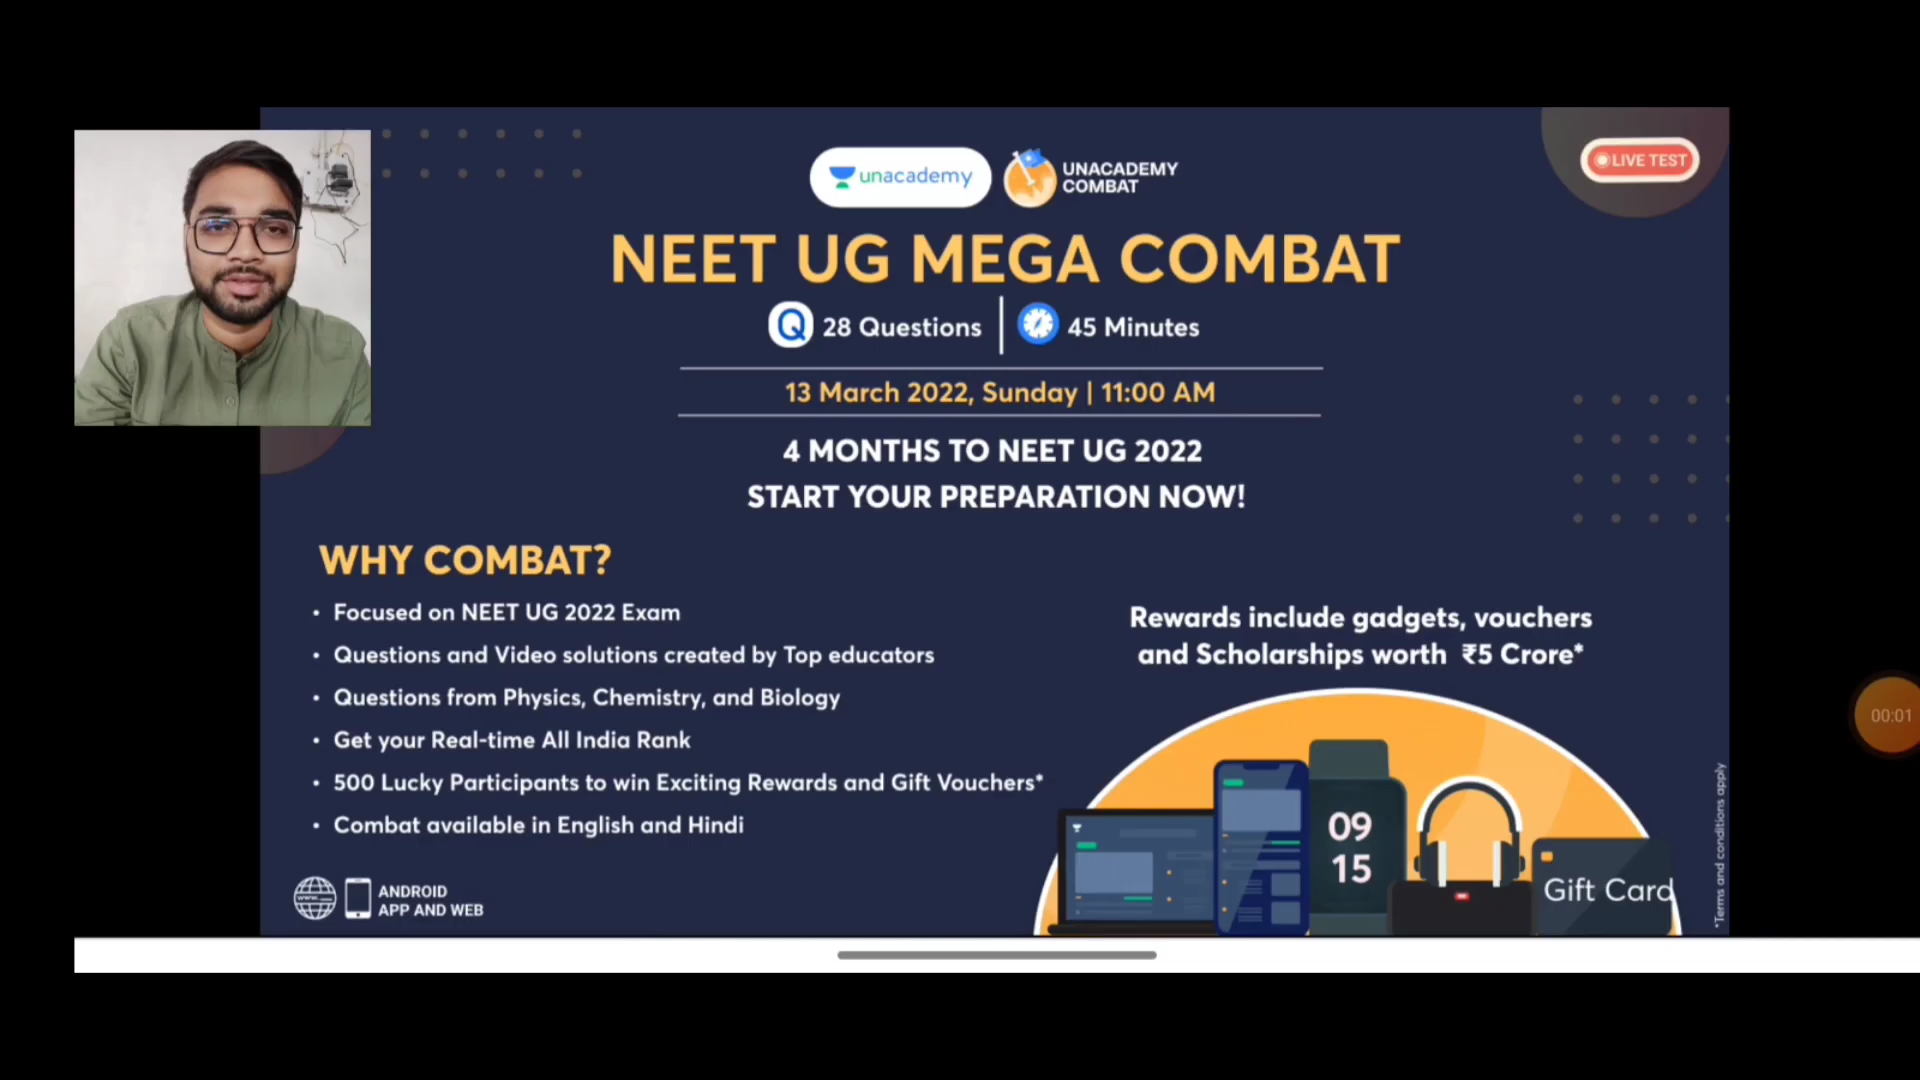 unacademy
UNACADEMY
COMBAT
LIVE TEST
NEET UG MEGA COMBAT
Q 28 Questions
45 Minutes
13 March 2022, Sunday | 11:00 AM
4 MONTHS TO NEET UG 2022
START YOUR PREPARATION NOW!
WHY COMBAT?
• Focused on NEET UG 2022 Exam
• Questions and Video solutions created by Top educators
• Questions from Physics, Chemistry, and Biology
• Get your Real-time All India Rank
• 500 Lucky Participants to win Exciting Rewards and Gift Vouchers*
• Combat available in English and Hindi
ANDROID
APP AND WEB
Rewards include gadgets, vouchers
and Scholarships worth ₹5 Crore*
09
15
Gift Card
*Terms and conditions apply
00:01